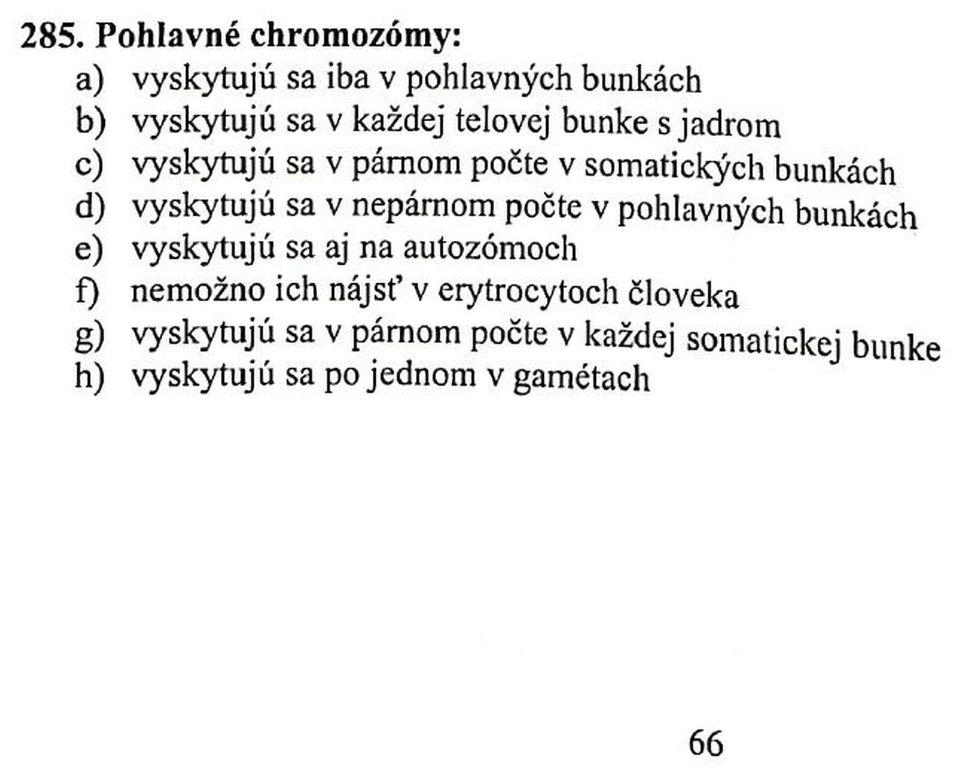 285. Pohlavné chromozómy:
a) vyskytujú sa iba v pohlavných bunkách
b) vyskytujú sa v každej telovej bunke s jadrom
c) vyskytujú sa v párnom počte v somatických bunkách
d) vyskytujú sa v nepárnom počte v pohlavných bunkách
e) vyskytujú sa aj na autozómoch
f) nemožno ich nájsť v erytrocytoch človeka
g) vyskytujú sa v párnom počte v každej somatickej bunke
h) vyskytujú sa po jednom v gamétach
66